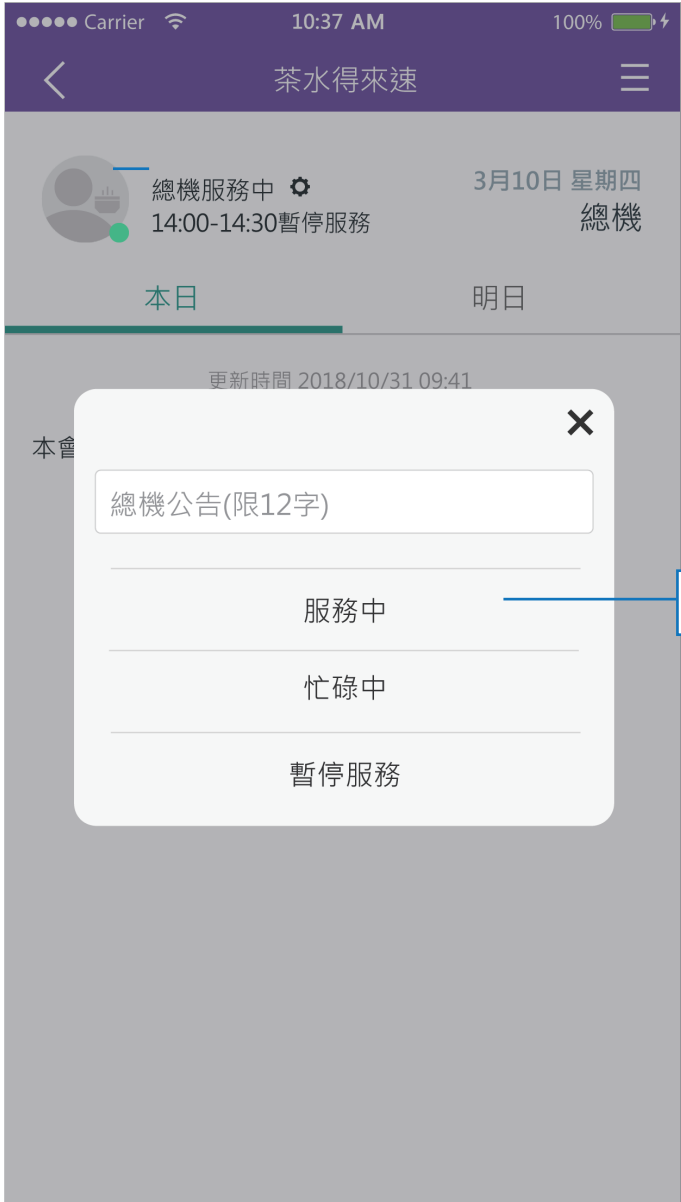 Carrier 10:37 AM 100%
茶水得來速
總機服務中
3月10日 星期四
14:00-14:30暫停服務
總機
本日 明日
更新時間 2018/10/31 09:41
本會
總機公告(限12字)
服務中
忙碌中
暫停服務